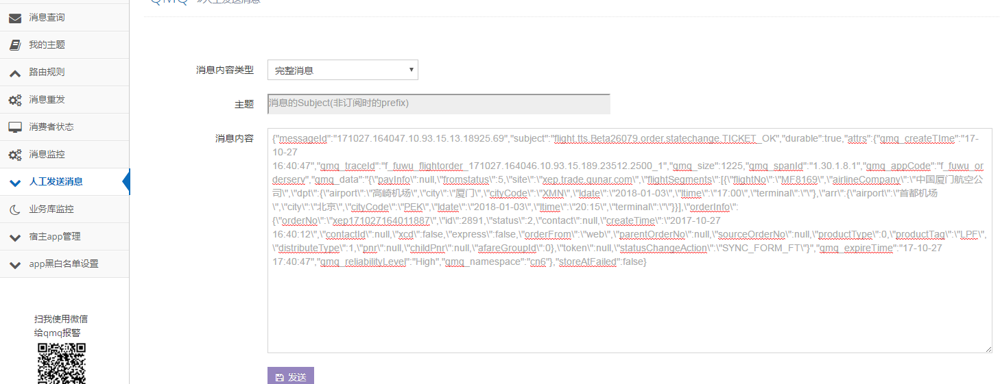 QMQ »人工发送消息
消息查询
我的主题
路由规则
消息重发
消费者状态
消息监控
人工发送消息
业务库监控
宿主app管理
app黑白名单设置
扫我使用微信
给qmq报警
消息内容类型
完整消息
主题
消息的Subject(非订阅时的prefix)
消息内容
{"messageId":"171027.164047.10.93.15.13.18925.69","subject":"flight.tts.Beta26079.order.statechange.TICKET_OK","durable":true,"attrs":{"qmq_createTIme":"17-
10-27
16:40:47","qmq_traceId":"f_fuwu_flightorder_171027.164046.10.93.15.189.23512.2500_1","qmq_size":1225,"qmq_spanId":"1.30.1.8.1","qmq_appCode":"f_fuwu_o
rderserv","qmq_data":"{\"payInfo\":null,\"fromstatus\":5,\"site\":\"xep.trade.qunar.com\",\"flightSegments\":[{\"flightNo\":\"MF8169\",\"airlineCompany\":\"中国厦门航空公
司\",\"dpt\":{\"airport\":\"高崎机场\",\"city\":\"厦门\",\"cityCode\":\"XMN\",\"ldate\":\"2018-01-03\",\"ltime\":\"17:00\",\"terminal\":\"\"},\"arr\":{\"airport\":\"首都机场
\",\"city\":\"北京\",\"cityCode\":\"PEK\",\"ldate\":\"2018-01-03\",\"ltime\":\"20:15\",\"terminal\":\"\"}}],\"orderInfo\":
{\"orderNo\":\"xep171027164011887\",\"id\":2891,\"status\":2,\"contact\":null,\"createTime\":\"2017-10-27
16:40:12\",\"contactId\":null,\"xcd\":false,\"express\":false,\"orderFrom\":\"web\",\"parentOrderNo\":null,\"sourceOrderNo\":null,\"productType\":0,\"productTag\":\"LPF\",
\"distributeType\":1,\"pnr\":null,\"childPnr\":null,\"afareGroupId\":0},\"token\":null,\"statusChangeAction\":\"SYNC_FORM_FT\"}","qmq_expireTime":"17-10-27
17:40:47","qmq_reliabilityLevel":"High","qmq_namespace":"cn6"},"storeAtFailed":false}
发送